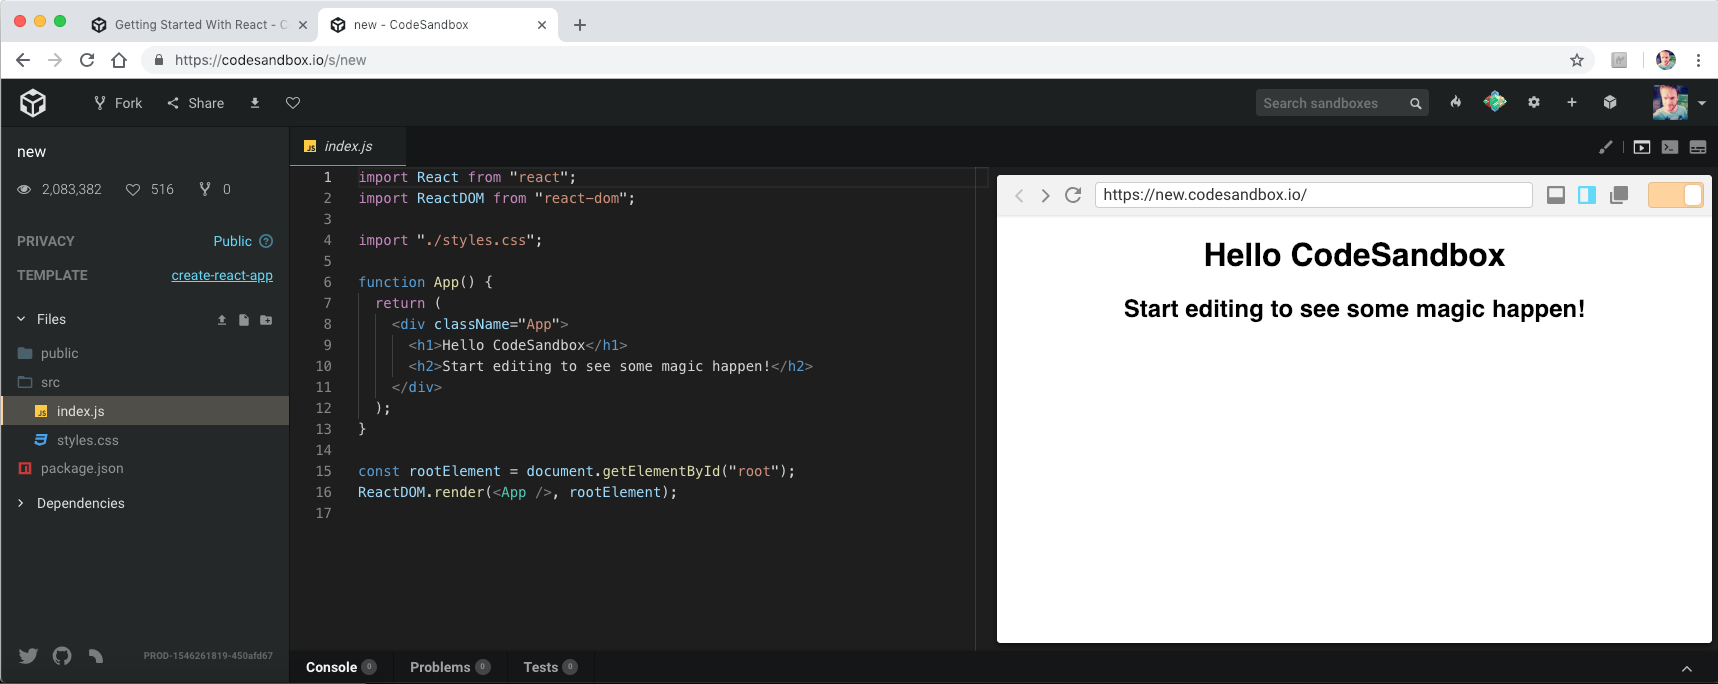 Getting Started With React - C
new - CodeSandbox
https://codesandbox.io/s/new
Fork
Share
Search sandboxes
new
2,083,382
516
0
PRIVACY
Public ?
TEMPLATE
create-react-app
Files
public
src
JS index.js
styles.css
package.json
Dependencies
PROD-1546261819-450afd67
JS index.js
1 import React from "react";
2 import ReactDOM from "react-dom";
3
4 import "./styles.css";
5
6 function App() {
7 return (
8 <div className="App">
9 <h1>Hello CodeSandbox</h1>
10 <h2>Start editing to see some magic happen!</h2>
11 </div>
12 );
13 }
14
15 const rootElement = document.getElementById("root");
16 ReactDOM.render(<App />, rootElement);
17
Console 0
Problems 0
Tests 0
https://new.codesandbox.io/
Hello CodeSandbox
Start editing to see some magic happen!